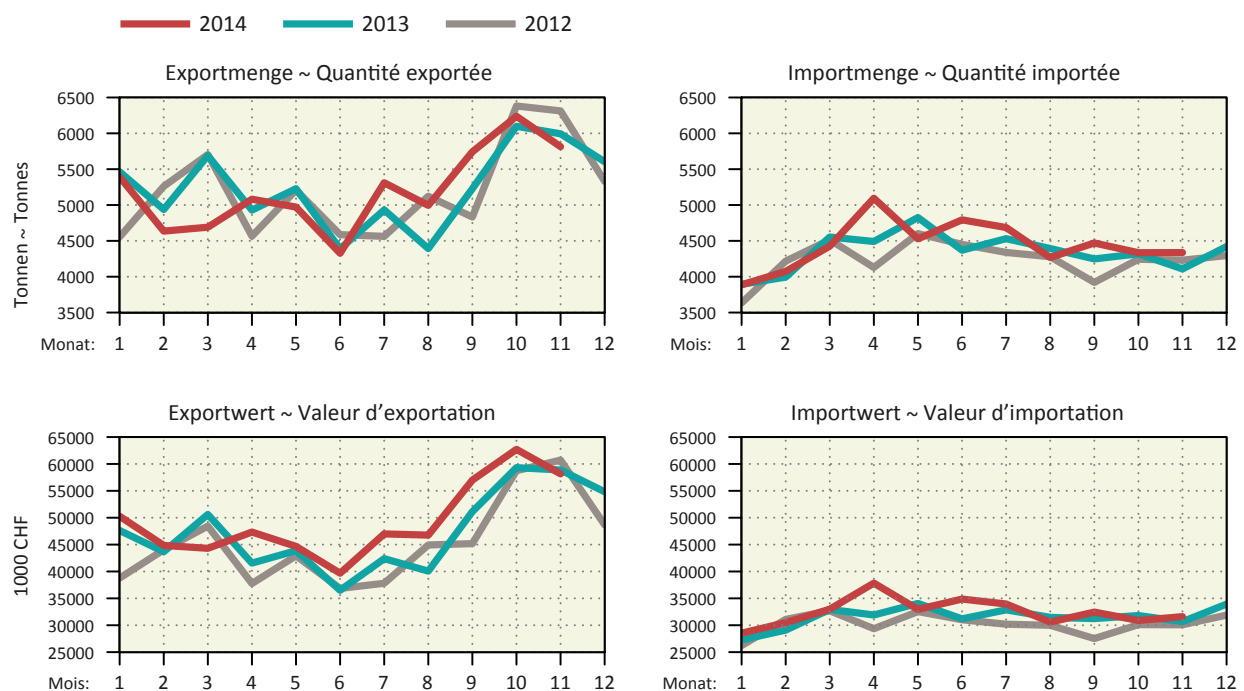 2014 2013 2012
Exportmenge ~ Quantité exportée
Tonnen ~ Tonnes
6500
6000
5500
5000
4500
4000
3500
Monat: 1 2 3 4 5 6 7 8 9 10 11 12
Importmenge ~ Quantité importée
6500
6000
5500
5000
4500
4000
3500
Mois: 1 2 3 4 5 6 7 8 9 10 11 12
Exportwert ~ Valeur d’exportation
1000 CHF
65000
60000
55000
50000
45000
40000
35000
30000
25000
Mois: 1 2 3 4 5 6 7 8 9 10 11 12
Importwert ~ Valeur d’importation
65000
60000
55000
50000
45000
40000
35000
30000
25000
Monat: 1 2 3 4 5 6 7 8 9 10 11 12